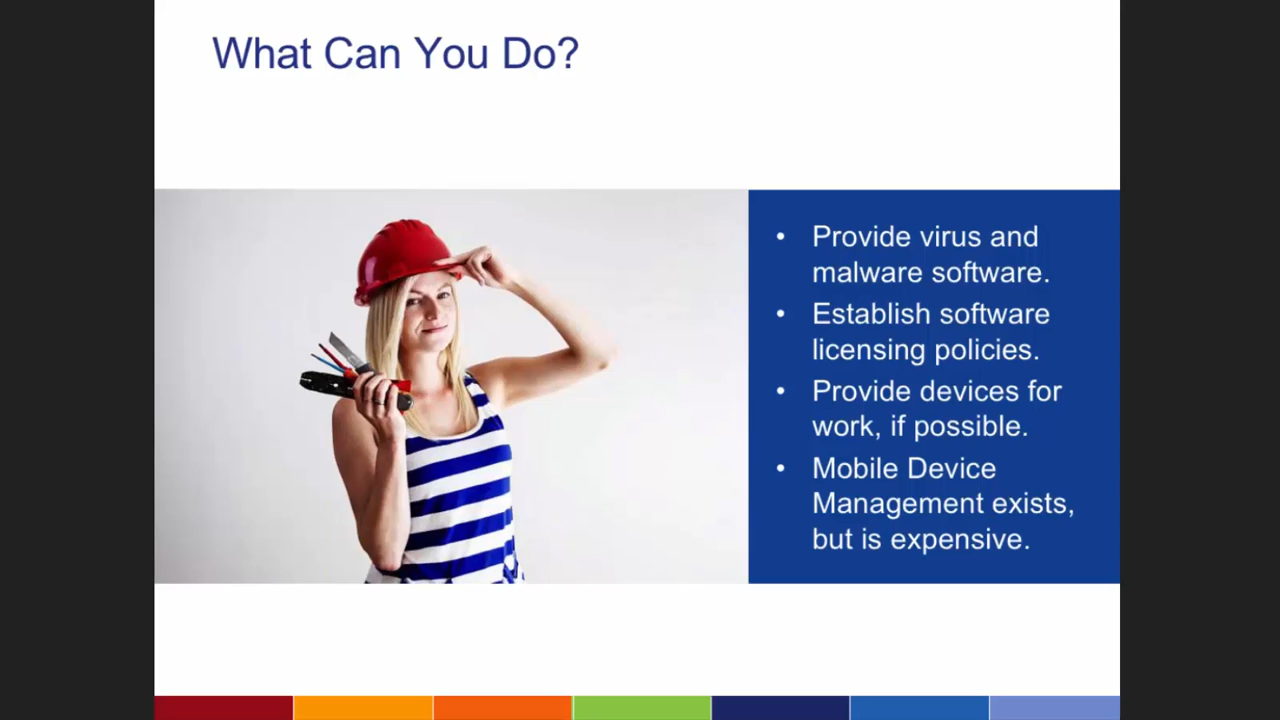 What Can You Do?
• Provide virus and
malware software.
• Establish software
licensing policies.
• Provide devices for
work, if possible.
• Mobile Device
Management exists,
but is expensive.